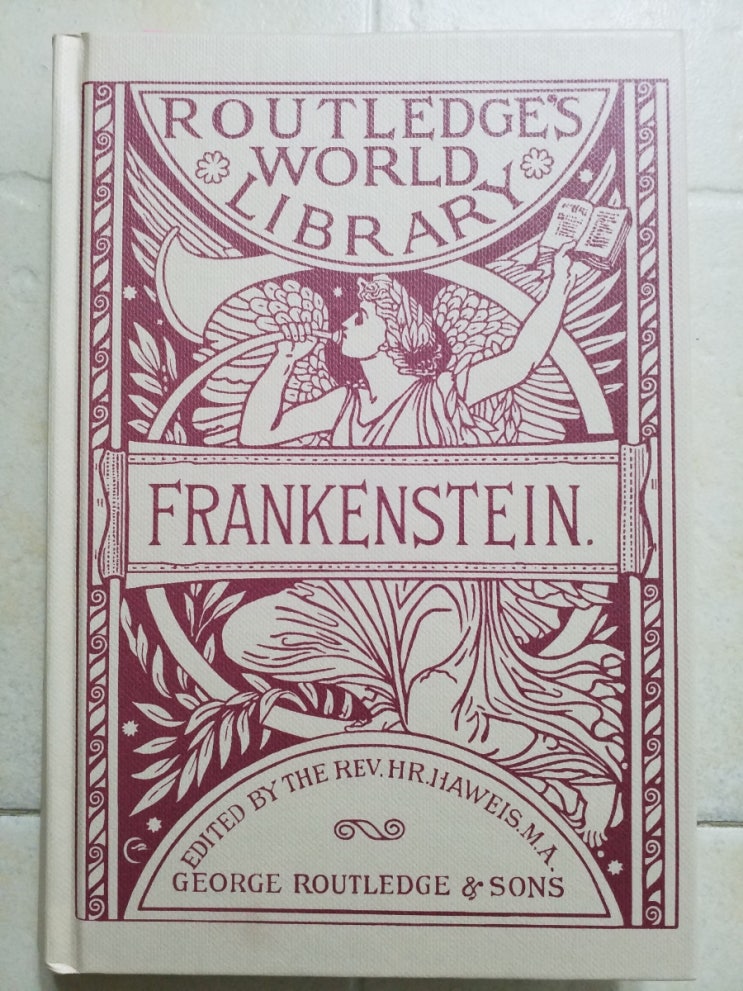 ROUTLEDGE'S
WORLD
LIBRARY
FRANKENSTEIN.
EDITED BY THE REV. H.R. HAWEIS. M.A.
GEORGE ROUTLEDGE & SONS